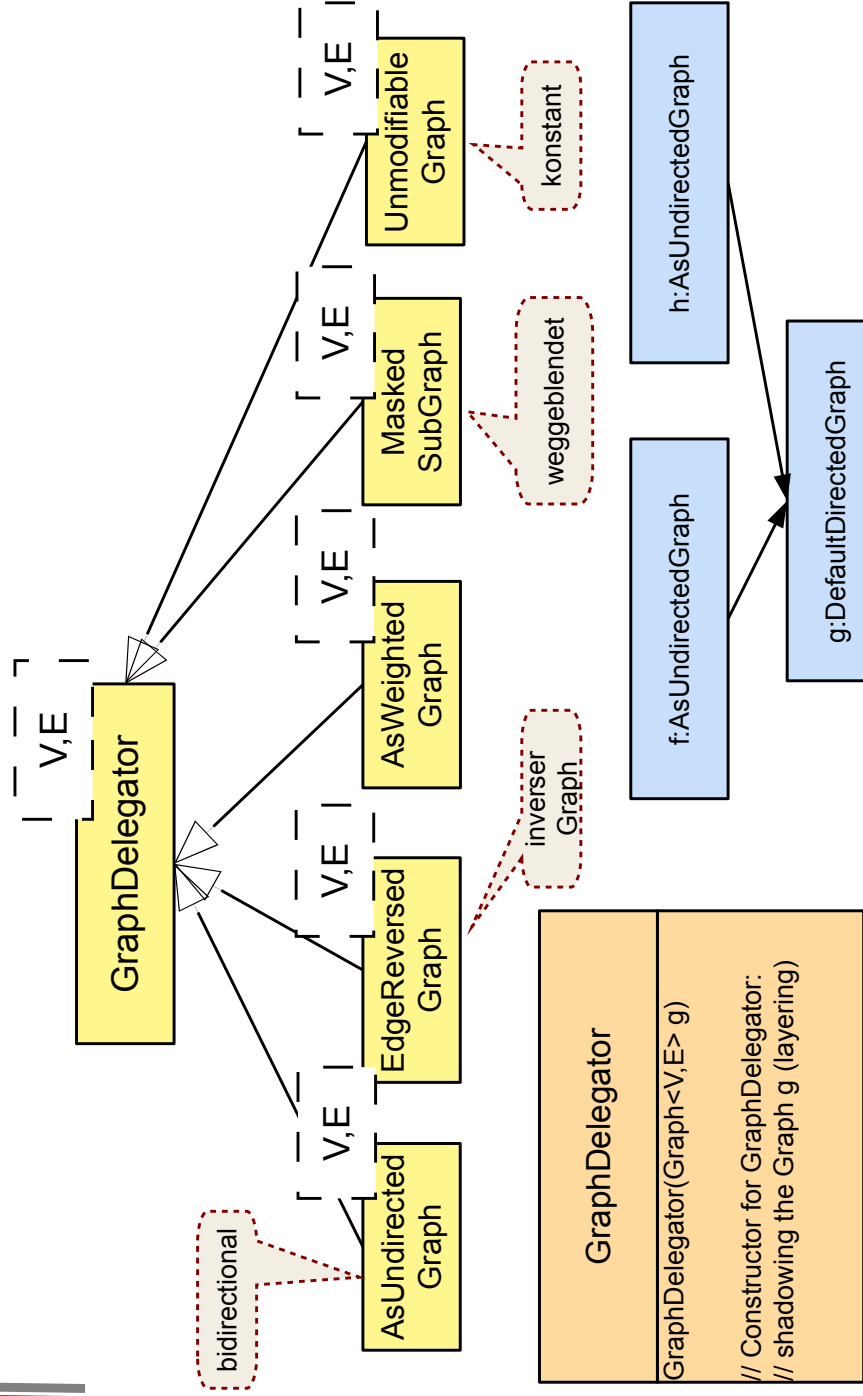 V,E
GraphDelegator
bidirectional
V,E
AsUndirected
Graph
V,E
EdgeReversed
Graph
inverser
Graph
V,E
AsWeighted
Graph
V,E
Masked
SubGraph
weggeblendet
V,E
Unmodifiable
Graph
konstant
GraphDelegator
GraphDelegator(Graph<V,E> g)
// Constructor for GraphDelegator:
// shadowing the Graph g (layering)
f:AsUndirectedGraph
h:AsUndirectedGraph
g:DefaultDirectedGraph